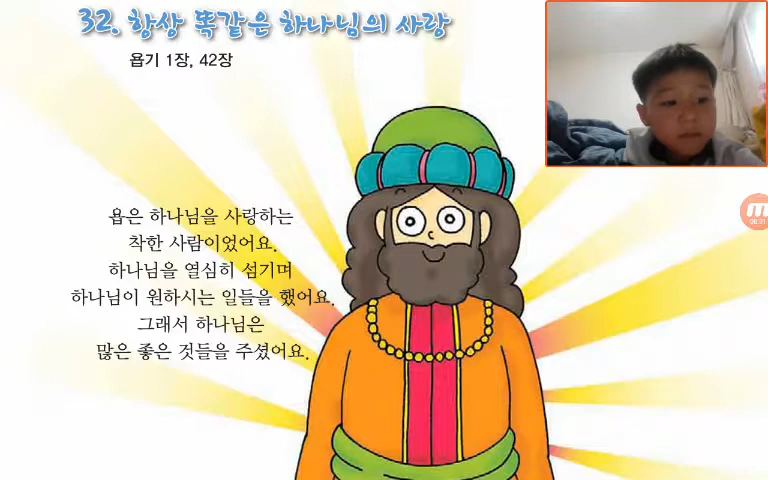 32. 항상 똑같은 하나님의 사랑
욥기 1장, 42장
욥은 하나님을 사랑하는
착한 사람이었어요.
하나님을 열심히 섬기며
하나님이 원하시는 일들을 했어요.
그래서 하나님은
많은 좋은 것들을 주셨어요.